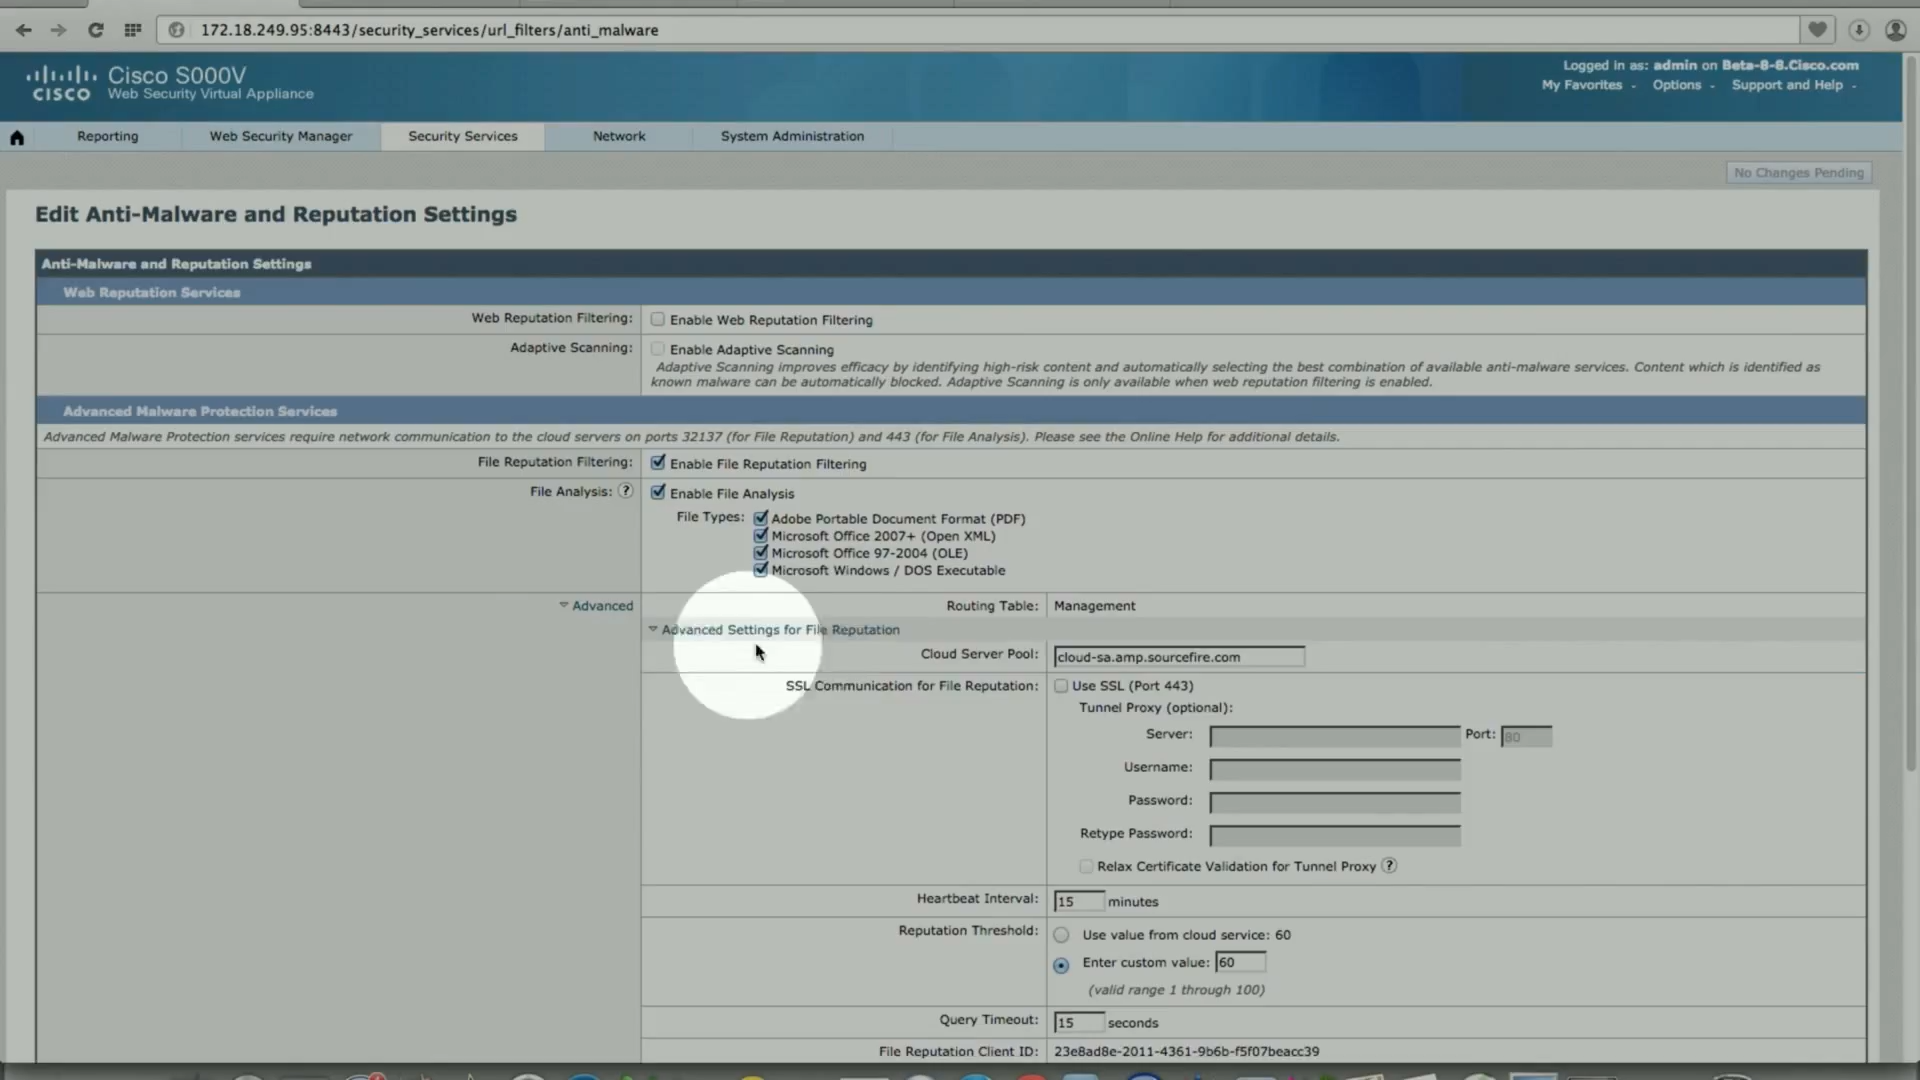 172.18.249.95:8443/security_services/url_filters/anti_malware
CISCO
Cisco S000V
Web Security Virtual Appliance
Logged in as: admin on Beta-8-8.Cisco.com
My Favorites - Options - Support and Help -
Reporting Web Security Manager Security Services Network System Administration
No Changes Pending
Edit Anti-Malware and Reputation Settings
Anti-Malware and Reputation Settings
Web Reputation Services
Web Reputation Filtering: Enable Web Reputation Filtering
Adaptive Scanning: Enable Adaptive Scanning
Adaptive Scanning improves efficacy by identifying high-risk content and automatically selecting the best combination of available anti-malware services. Content which is identified as
known malware can be automatically blocked. Adaptive Scanning is only available when web reputation filtering is enabled.
Advanced Malware Protection Services
Advanced Malware Protection services require network communication to the cloud servers on ports 32137 (for File Reputation) and 443 (for File Analysis). Please see the Online Help for additional details.
File Reputation Filtering: Enable File Reputation Filtering
File Analysis: ? Enable File Analysis
File Types: Adobe Portable Document Format (PDF)
Microsoft Office 2007+ (Open XML)
Microsoft Office 97-2004 (OLE)
Microsoft Windows / DOS Executable
Advanced Routing Table: Management
Advanced Settings for File Reputation
Cloud Server Pool: cloud-sa.amp.sourcefire.com
SSL Communication for File Reputation: Use SSL (Port 443)
Tunnel Proxy (optional):
Server: Port: 80
Username:
Password:
Retype Password:
Relax Certificate Validation for Tunnel Proxy ?
Heartbeat Interval: 15 minutes
Reputation Threshold: Use value from cloud service: 60
Enter custom value: 60
(valid range 1 through 100)
Query Timeout: 15 seconds
File Reputation Client ID: 23e8ad8e-2011-4361-9b6b-f5f07beacc39